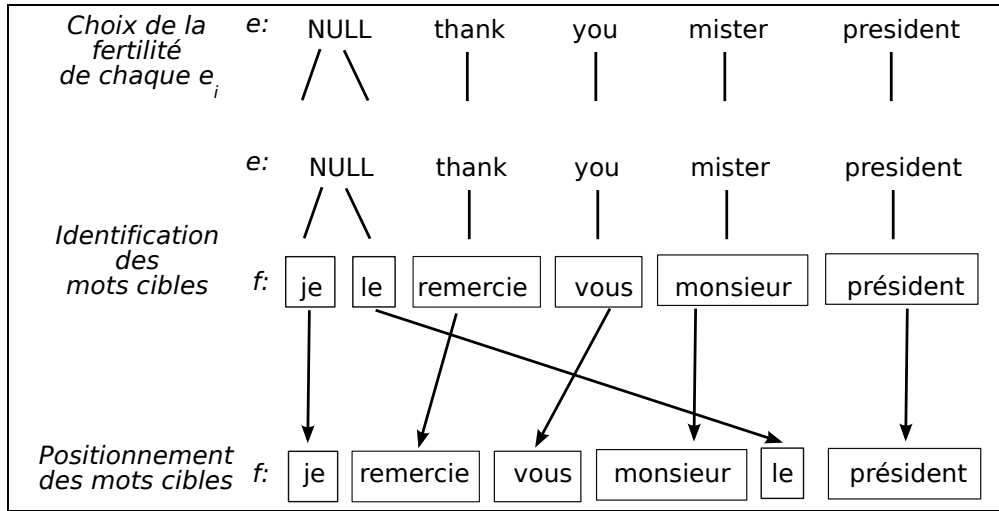 Choix de la
fertilité
de chaque e_i
e: NULL thank you mister president
e: NULL thank you mister president
Identification
des
mots cibles
f: je le remercie vous monsieur président
Positionnement
des mots cibles
f: je remercie vous monsieur le président